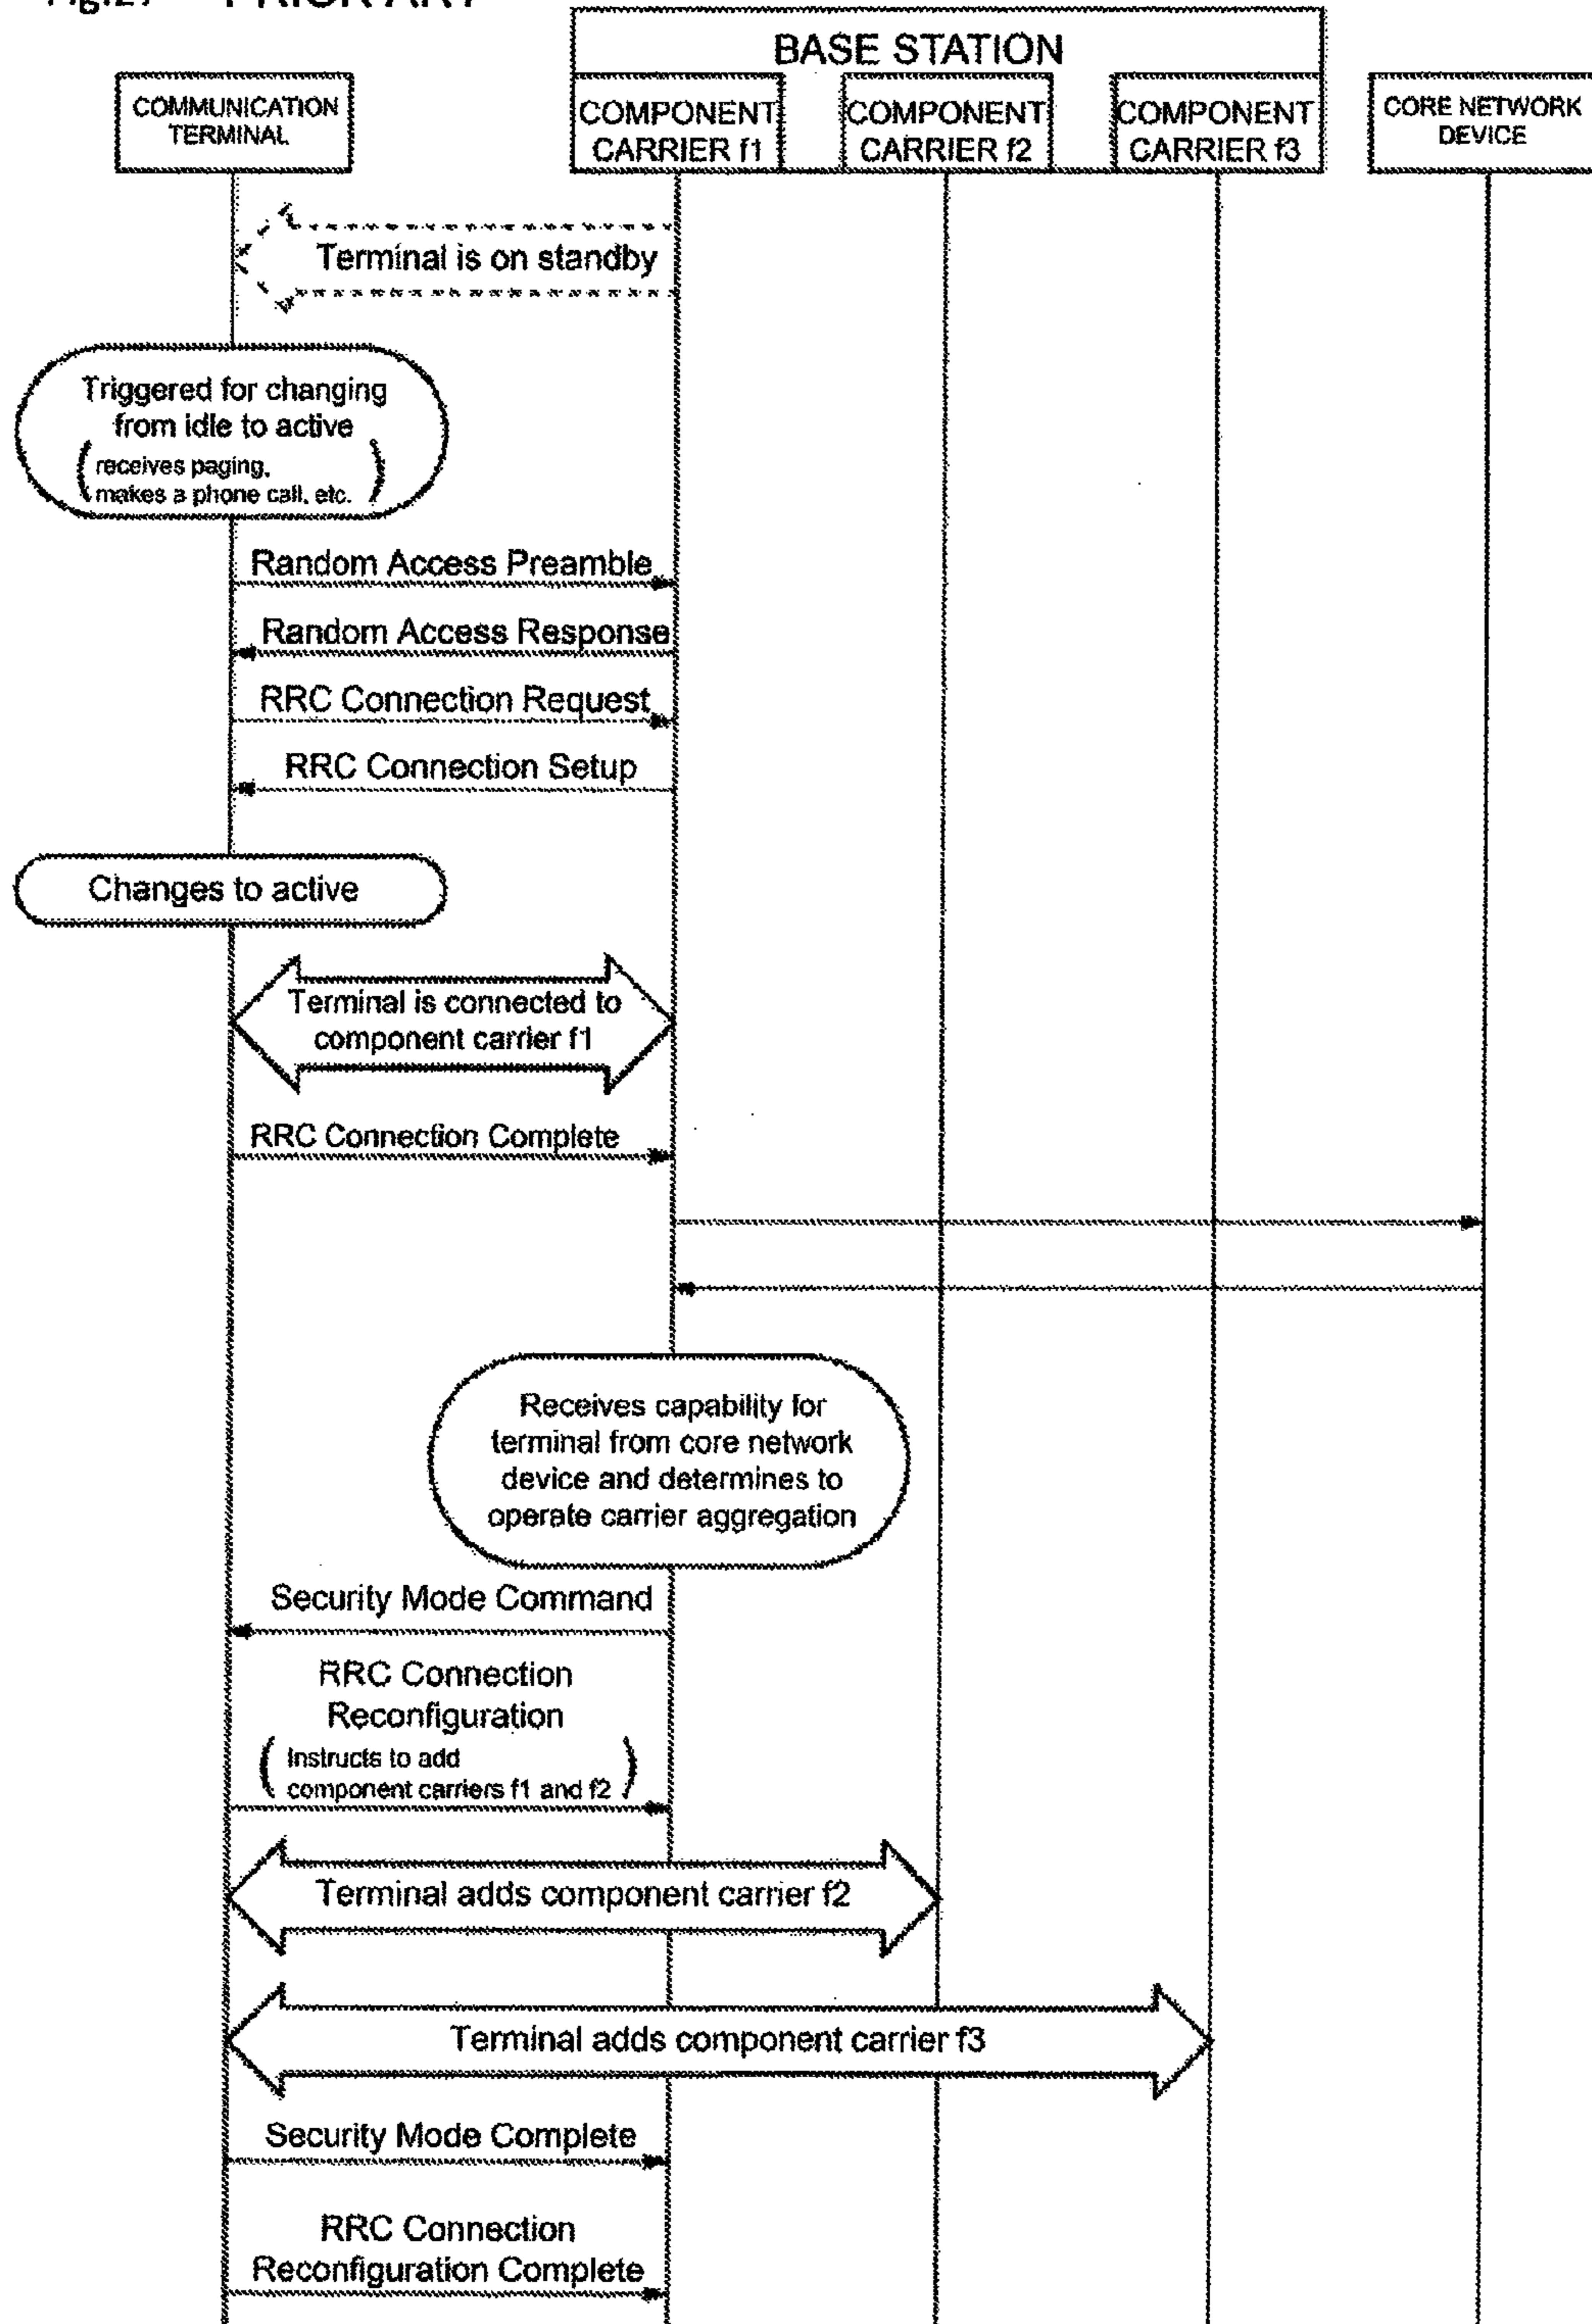 Fig.21 PRIOR ART
BASE STATION
COMMUNICATION
TERMINAL
COMPONENT
CARRIER f1
COMPONENT
CARRIER f2
COMPONENT
CARRIER f3
CORE NETWORK
DEVICE
Terminal is on standby
Triggered for changing
from idle to active
( receives paging,
makes a phone call, etc. )
Random Access Preamble
Random Access Response
RRC Connection Request
RRC Connection Setup
Changes to active
Terminal is connected to
component carrier f1
RRC Connection Complete
Receives capability for
terminal from core network
device and determines to
operate carrier aggregation
Security Mode Command
RRC Connection
Reconfiguration
( Instructs to add
component carriers f1 and f2 )
Terminal adds component carrier f2
Terminal adds component carrier f3
Security Mode Complete
RRC Connection
Reconfiguration Complete